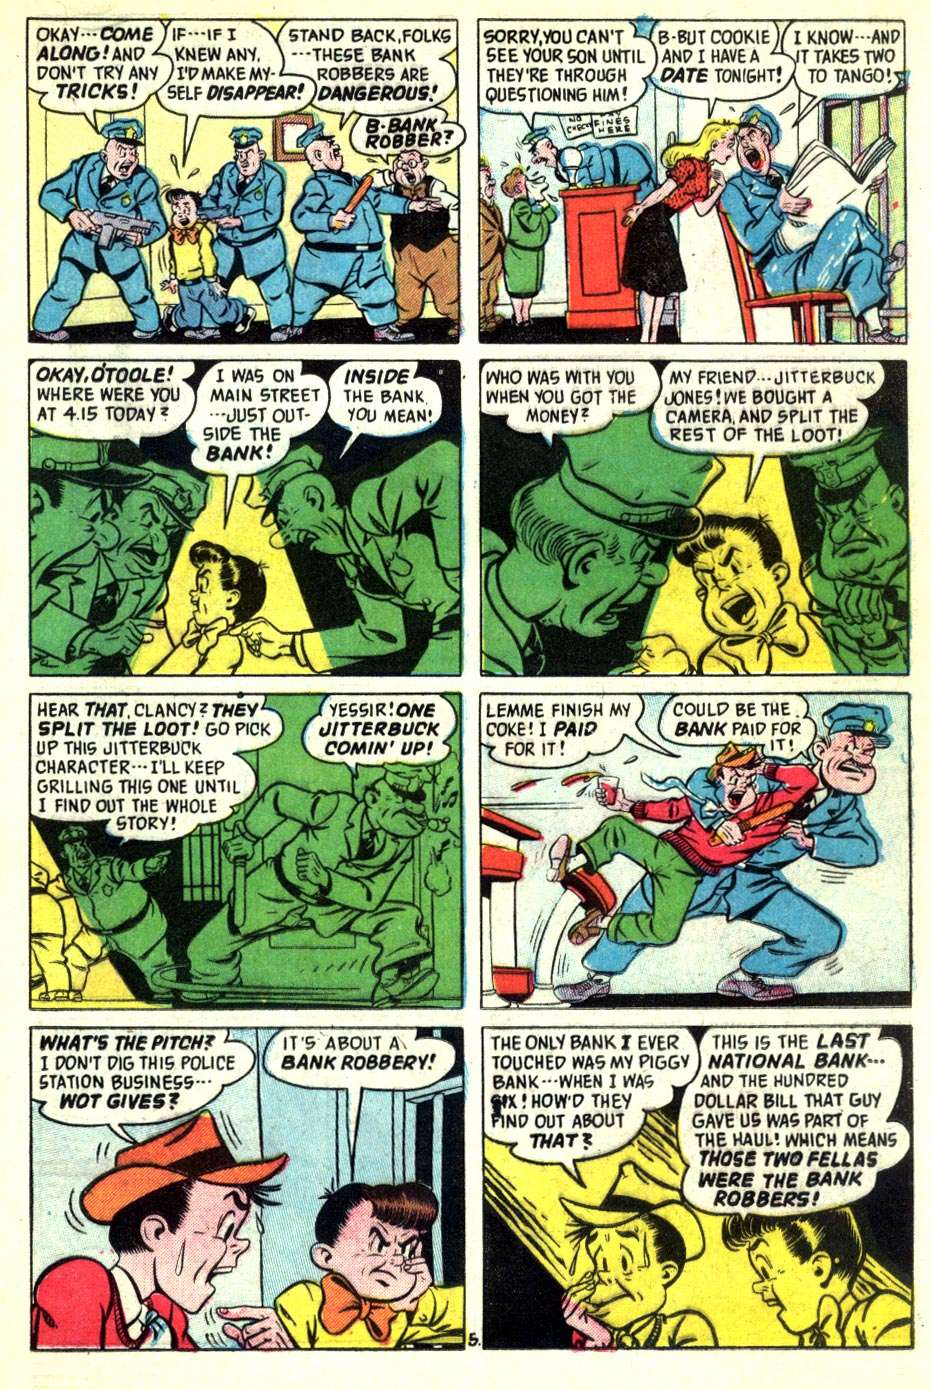 OKAY---COME
ALONG! AND
DON'T TRY ANY
TRICKS!
IF---IF I
KNEW ANY,
I'D MAKE MY-
SELF DISAPPEAR!
STAND BACK, FOLKS
---THESE BANK
ROBBERS ARE
DANGEROUS!
B-BANK
ROBBER?
SORRY, YOU CAN'T
SEE YOUR SON UNTIL
THEY'RE THROUGH
QUESTIONING HIM!
B-BUT COOKIE
AND I HAVE A
DATE TONIGHT!
I KNOW---AND
IT TAKES TWO
TO TANGO!
NO
CHECKS
FINES
HERE
OKAY, O'TOOLE!
WHERE WERE YOU
AT 4.15 TODAY?
I WAS ON
MAIN STREET
---JUST OUT-
SIDE THE
BANK!
INSIDE
THE BANK,
YOU MEAN!
WHO WAS WITH YOU
WHEN YOU GOT THE
MONEY?
MY FRIEND---JITTERBUCK
JONES! WE BOUGHT A
CAMERA, AND SPLIT THE
REST OF THE LOOT!
HEAR THAT, CLANCY? THEY
SPLIT THE LOOT! GO PICK
UP THIS JITTERBUCK
CHARACTER---I'LL KEEP
GRILLING THIS ONE UNTIL
I FIND OUT THE WHOLE
STORY!
YESSIR! ONE
JITTERBUCK
COMIN' UP!
LEMME FINISH MY
COKE! I PAID
FOR IT!
COULD BE THE
BANK PAID FOR
IT!
WHAT'S THE PITCH?
I DON'T DIG THIS POLICE
STATION BUSINESS---
WOT GIVES?
IT'S ABOUT A
BANK ROBBERY!
THE ONLY BANK I EVER
TOUCHED WAS MY PIGGY
BANK---WHEN I WAS
SIX! HOW'D THEY
FIND OUT ABOUT
THAT?
THIS IS THE LAST
NATIONAL BANK---
AND THE HUNDRED
DOLLAR BILL THAT GUY
GAVE US WAS PART OF
THE HAUL! WHICH MEANS
THOSE TWO FELLAS
WERE THE BANK
ROBBERS!
5.